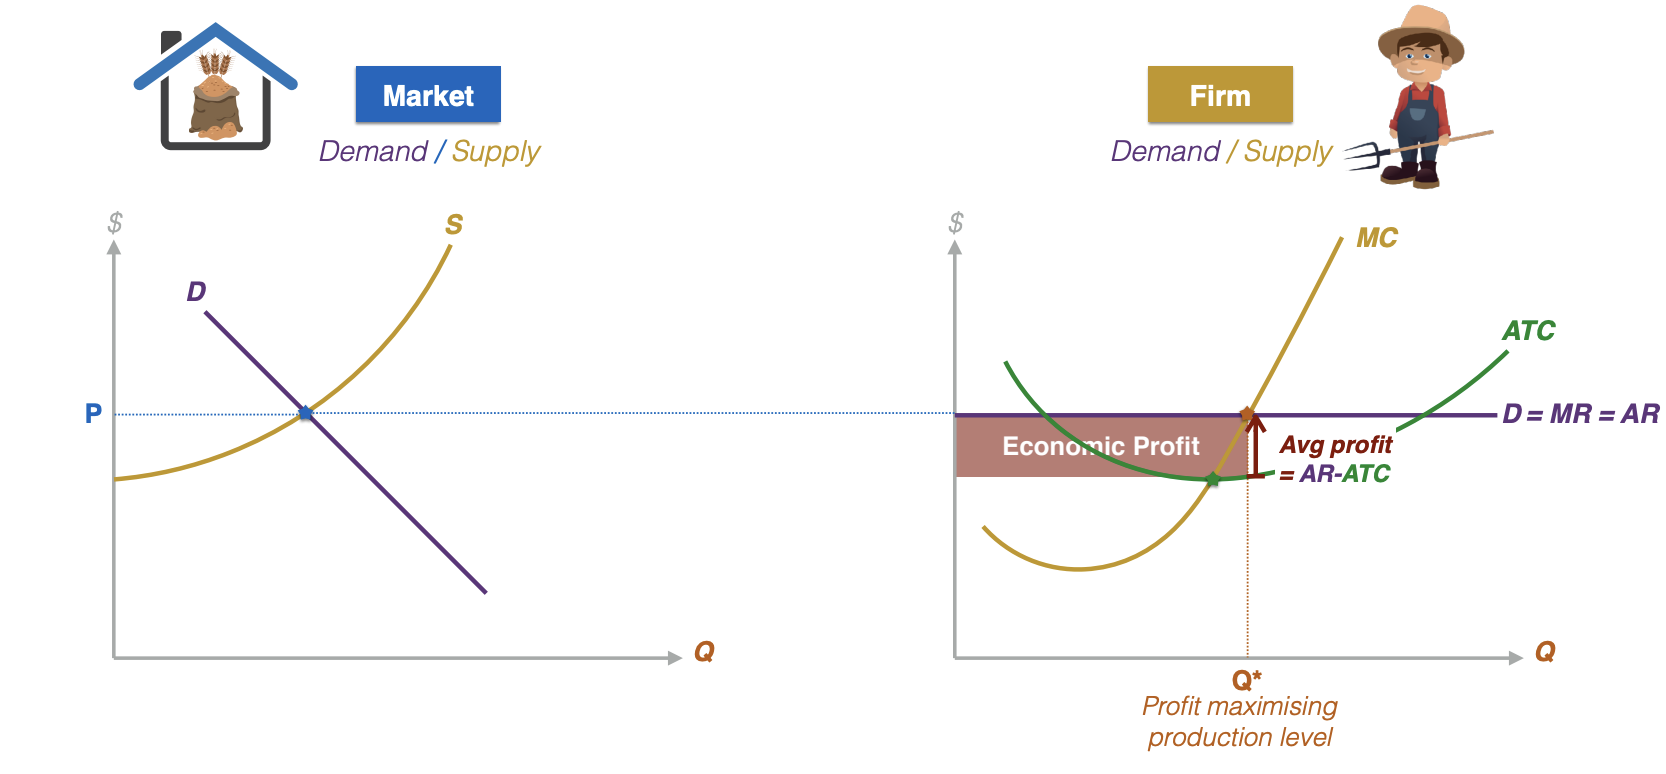 Market
Demand / Supply
Firm
Demand / Supply
$
S
D
P
Q
$
MC
ATC
D = MR = AR
Economic Profit
Avg profit
= AR-ATC
Q
Q*
Profit maximising
production level